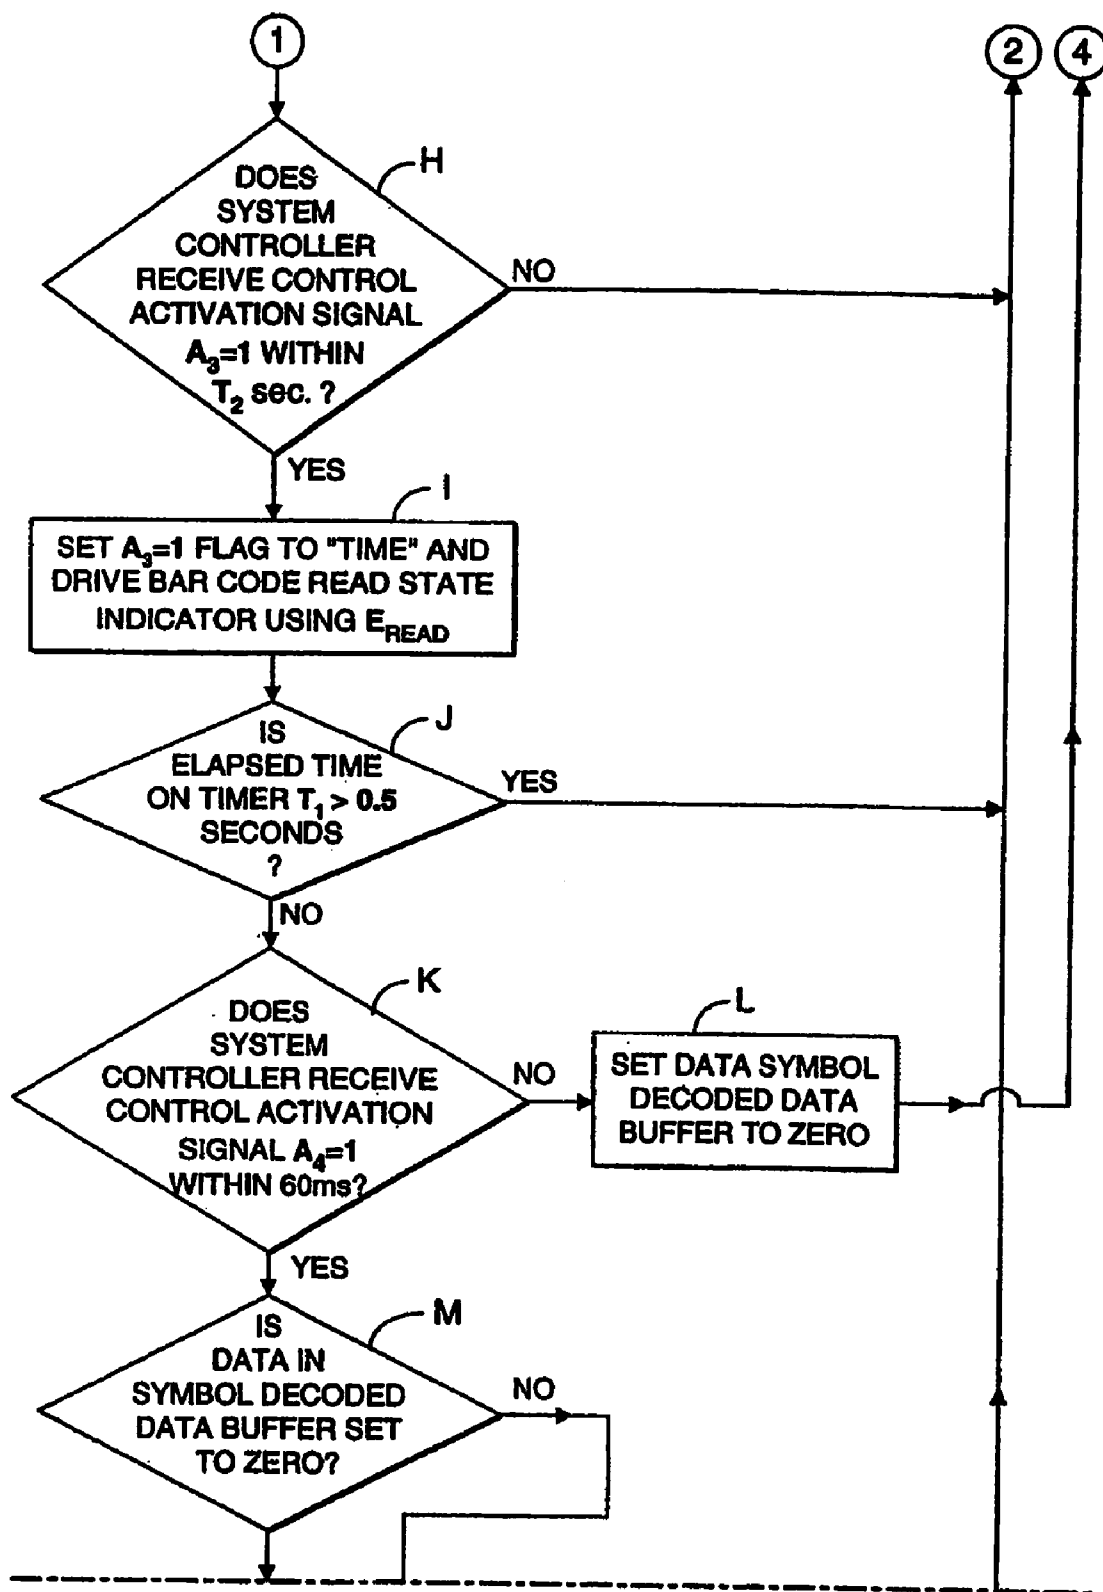 1
2
4
H
DOES
SYSTEM
CONTROLLER
RECEIVE CONTROL
ACTIVATION SIGNAL
A₃=1 WITHIN
T₂ sec. ?
NO
YES
I
SET A₃=1 FLAG TO "TIME" AND
DRIVE BAR CODE READ STATE
INDICATOR USING E_READ
J
IS
ELAPSED TIME
ON TIMER T₁ > 0.5
SECONDS
?
YES
NO
K
DOES
SYSTEM
CONTROLLER RECEIVE
CONTROL ACTIVATION
SIGNAL A₄=1
WITHIN 60ms?
NO
L
SET DATA SYMBOL
DECODED DATA
BUFFER TO ZERO
YES
M
IS
DATA IN
SYMBOL DECODED
DATA BUFFER SET
TO ZERO?
NO